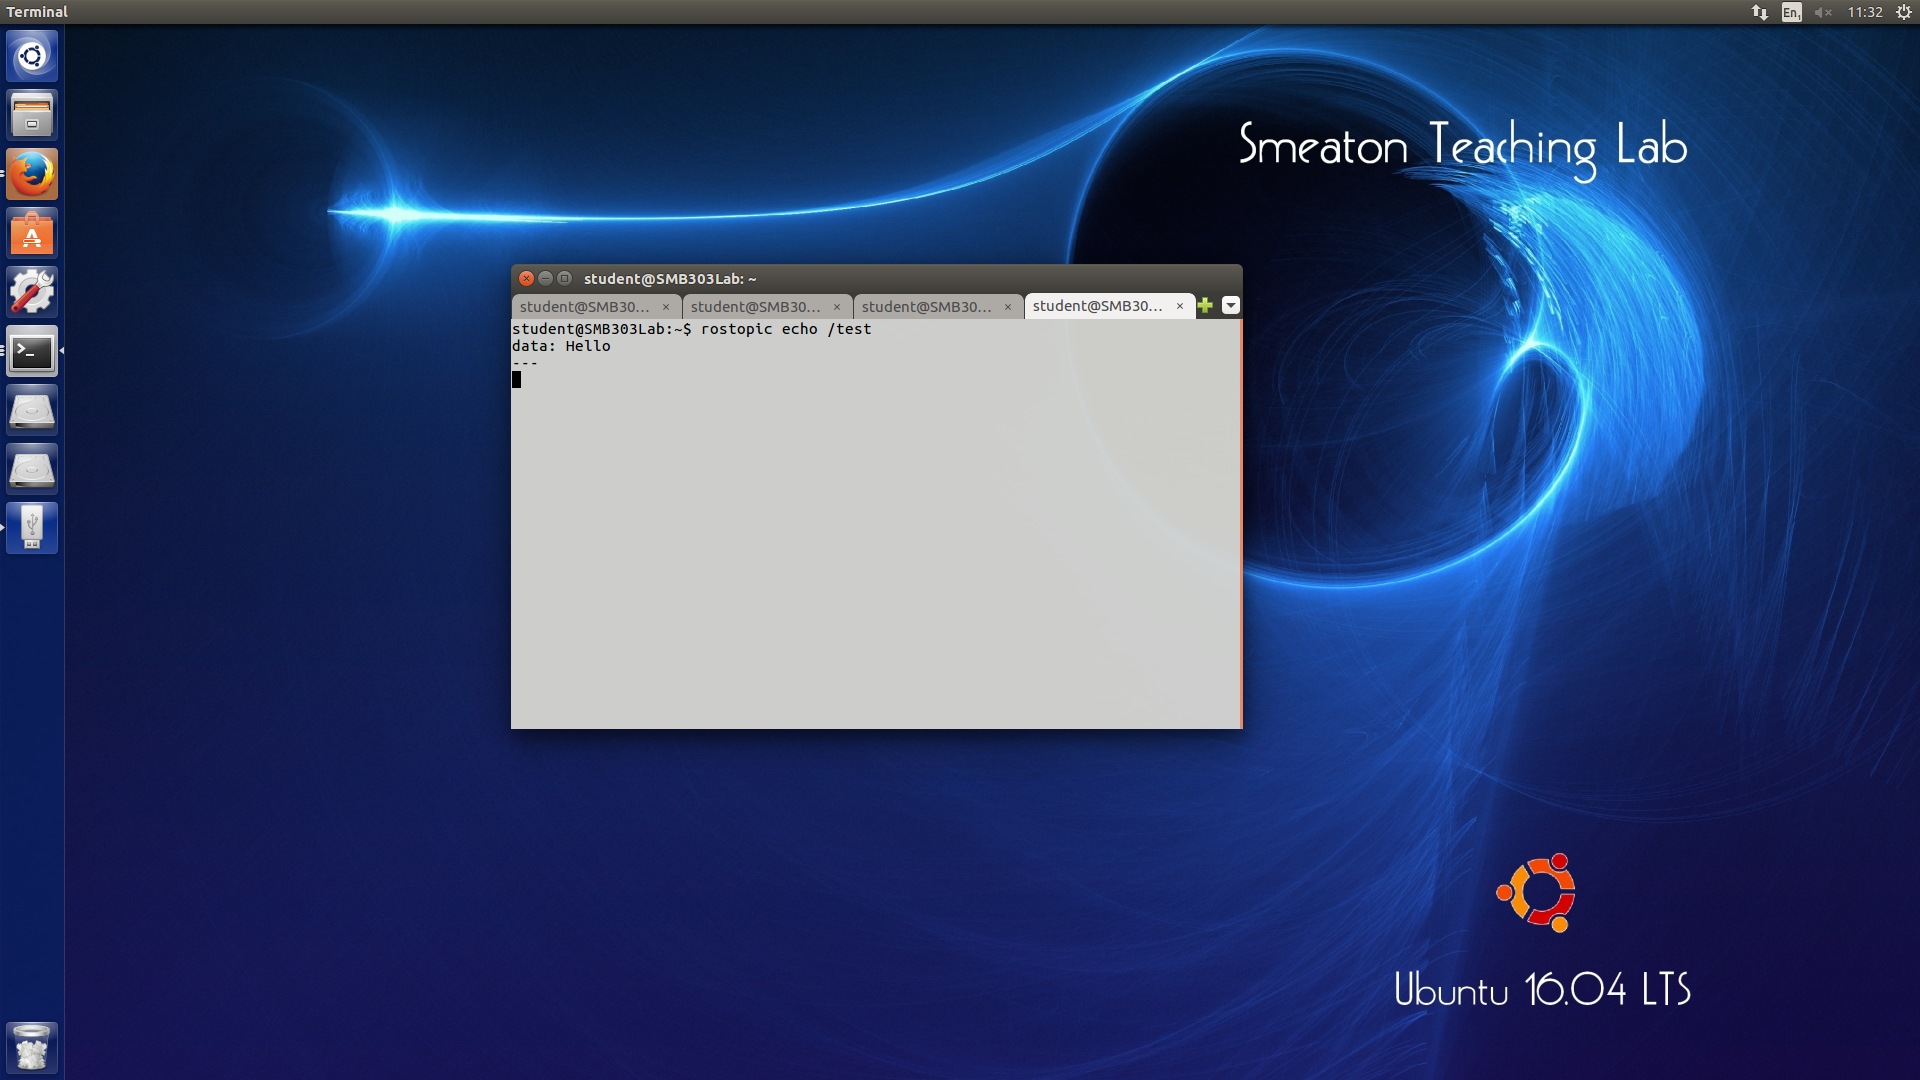 Terminal
En1
11:32
Smeaton Teaching Lab
student@SMB303Lab: ~
student@SMB30... × student@SMB30... × student@SMB30... × student@SMB30... ×
student@SMB303Lab:~$ rostopic echo /test
data: Hello
---
Ubuntu 16.04 LTS